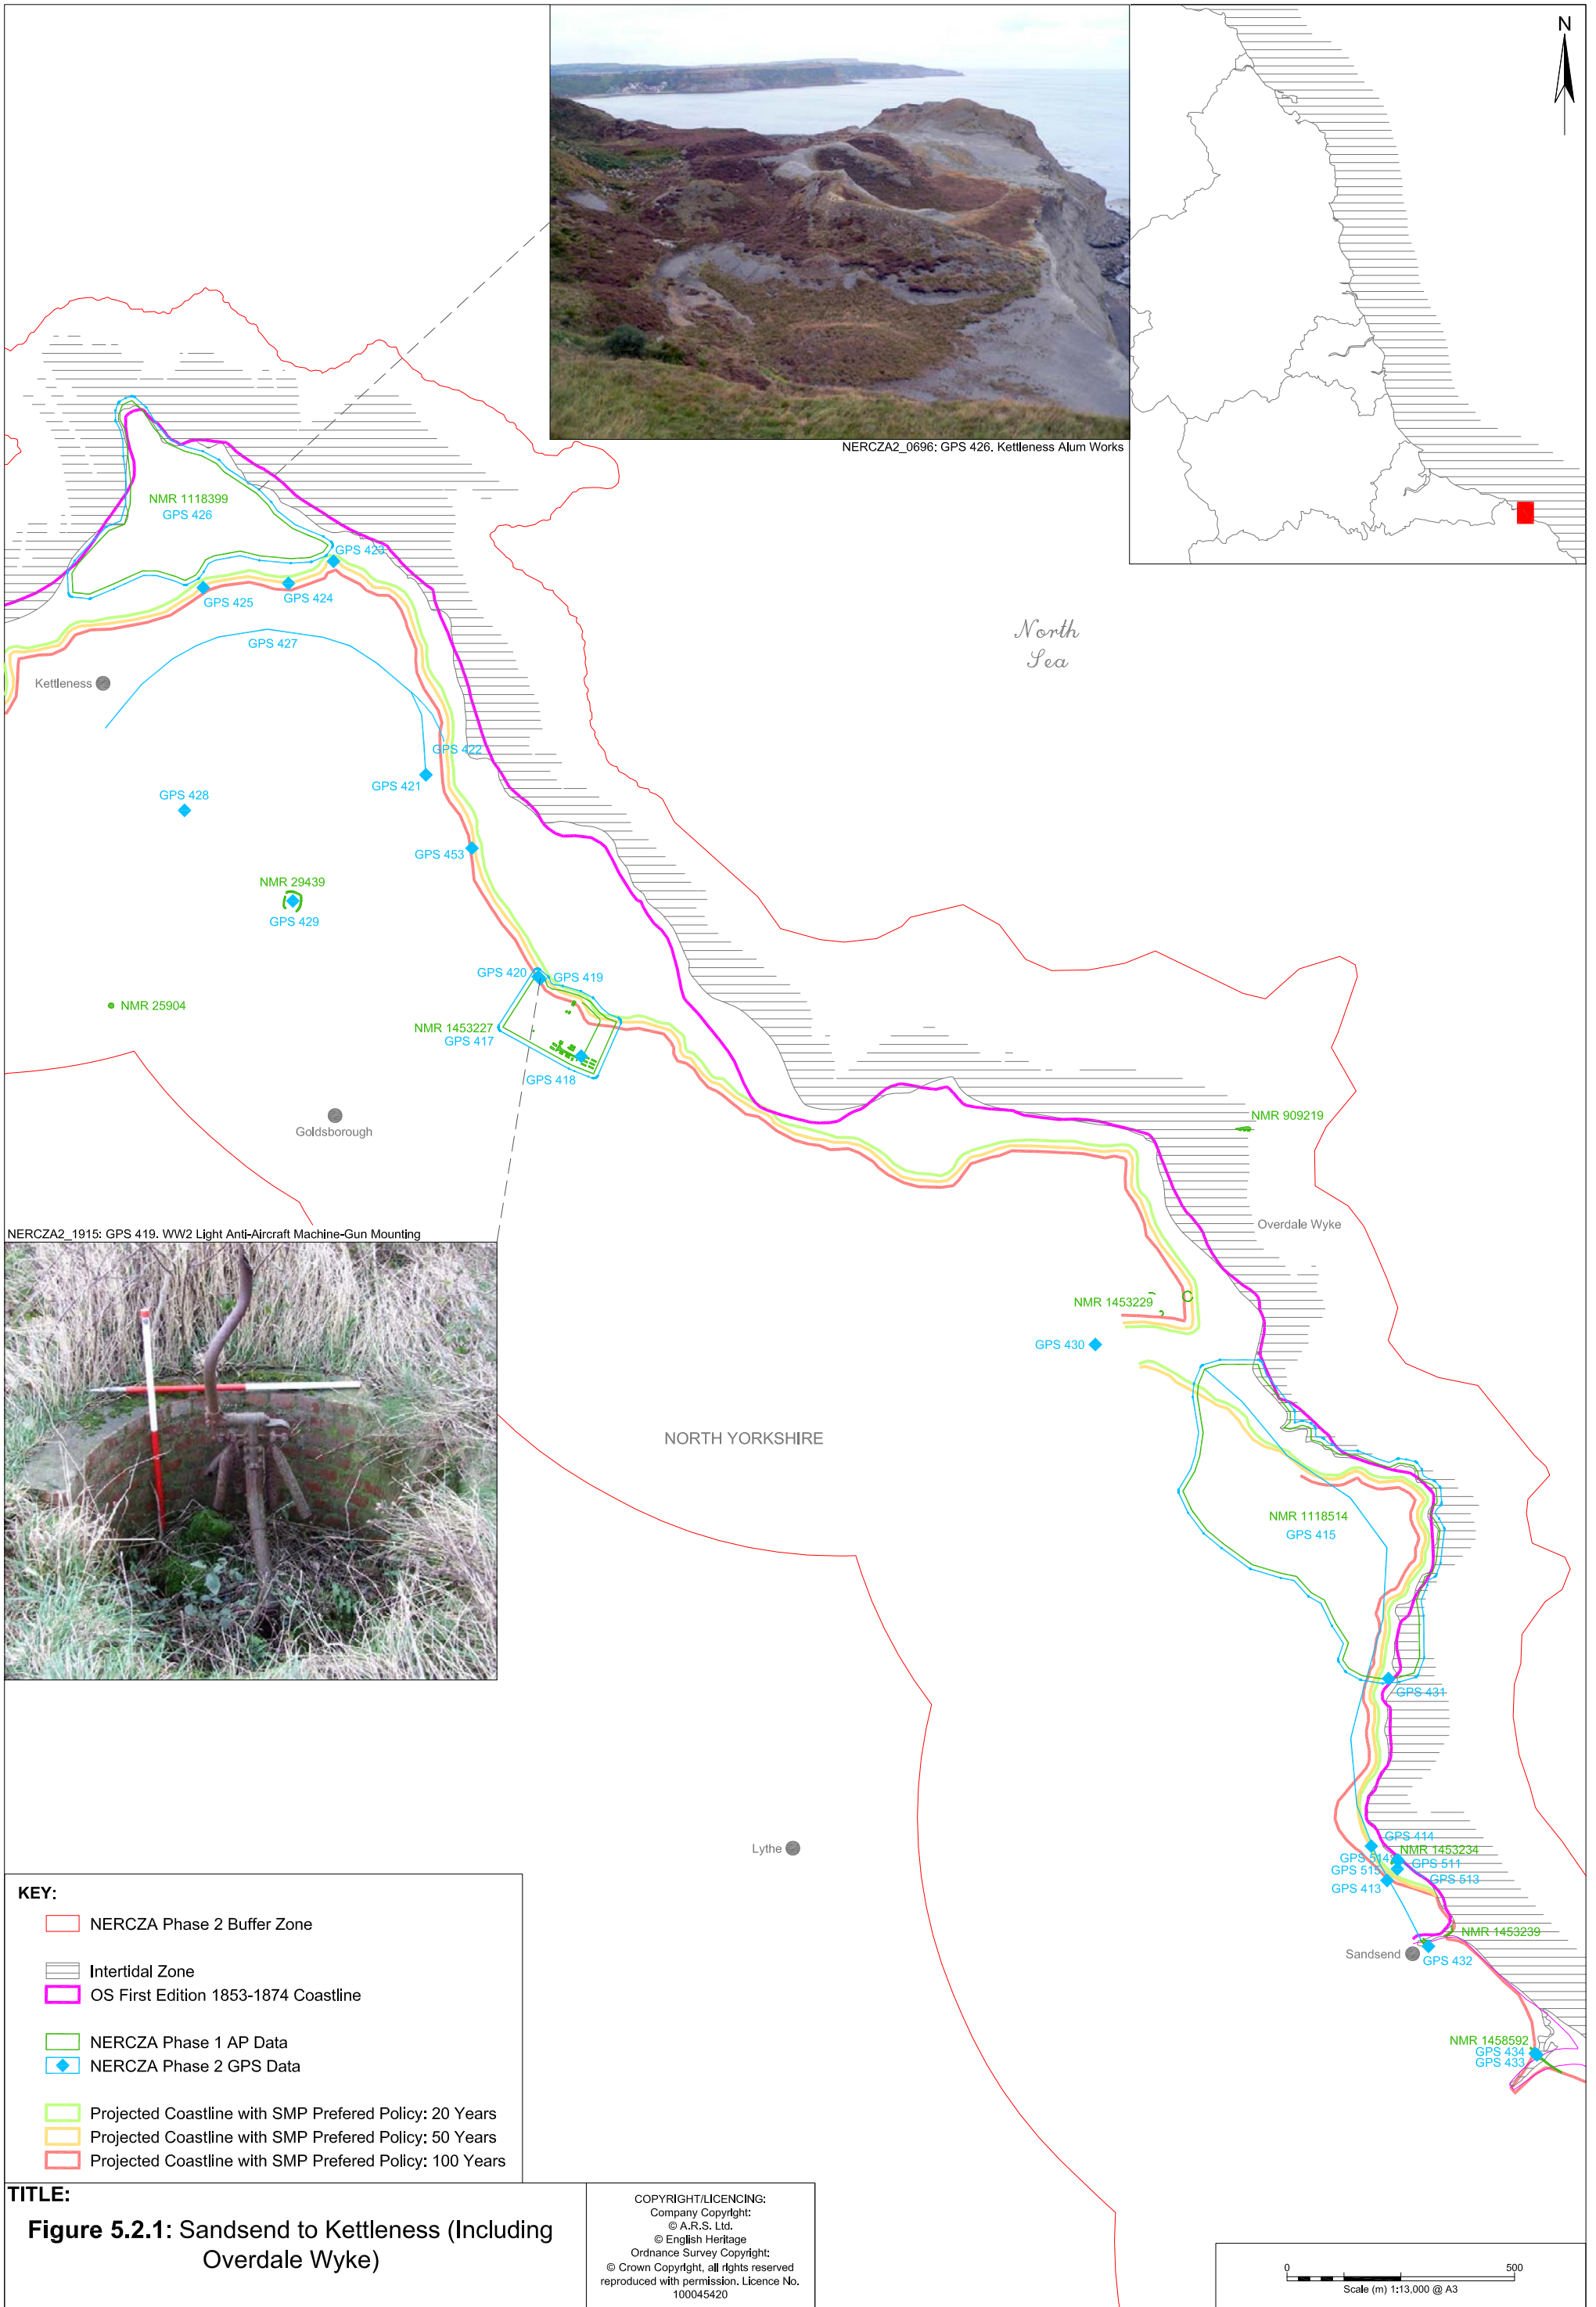 N
NERCZA2_0696: GPS 426. Kettleness Alum Works
NMR 1118399
GPS 426
GPS 423
GPS 425
GPS 424
GPS 427
North
Sea
Kettleness
GPS 422
GPS 421
GPS 428
GPS 453
NMR 29439
GPS 429
GPS 420
GPS 419
NMR 25904
NMR 1453227
GPS 417
GPS 418
Goldsborough
NMR 909219
Overdale Wyke
NERCZA2_1915: GPS 419. WW2 Light Anti-Aircraft Machine-Gun Mounting
NMR 1453229
GPS 430
NORTH YORKSHIRE
NMR 1118514
GPS 415
GPS 431
Lythe
GPS 414
NMR 1453234
GPS 514
GPS 511
GPS 515
GPS 513
GPS 413
NMR 1453239
Sandsend
GPS 432
NMR 1458592
GPS 434
GPS 433
KEY:
NERCZA Phase 2 Buffer Zone
Intertidal Zone
OS First Edition 1853-1874 Coastline
NERCZA Phase 1 AP Data
NERCZA Phase 2 GPS Data
Projected Coastline with SMP Prefered Policy: 20 Years
Projected Coastline with SMP Prefered Policy: 50 Years
Projected Coastline with SMP Prefered Policy: 100 Years
TITLE:
Figure 5.2.1: Sandsend to Kettleness (Including
Overdale Wyke)
COPYRIGHT/LICENCING:
Company Copyright:
© A.R.S. Ltd.
© English Heritage
Ordnance Survey Copyright:
© Crown Copyright, all rights reserved
reproduced with permission. Licence No.
100045420
0 500
Scale (m) 1:13,000 @ A3